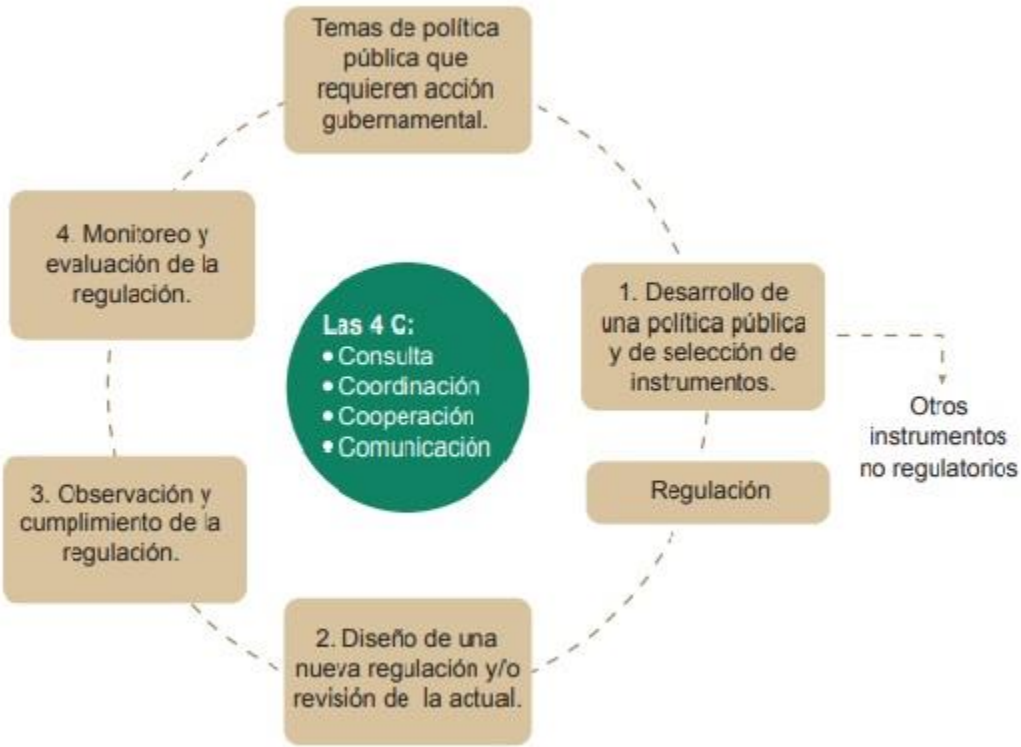 Temas de política
pública que
requieren acción
gubernamental.
4. Monitoreo y
evaluación de la
regulación.
Las 4 C:
• Consulta
• Coordinación
• Cooperación
• Comunicación
1. Desarrollo de
una política pública
y de selección de
instrumentos.
Otros
instrumentos
no regulatorios
Regulación
3. Observación y
cumplimiento de la
regulación.
2. Diseño de una
nueva regulación y/o
revisión de la actual.